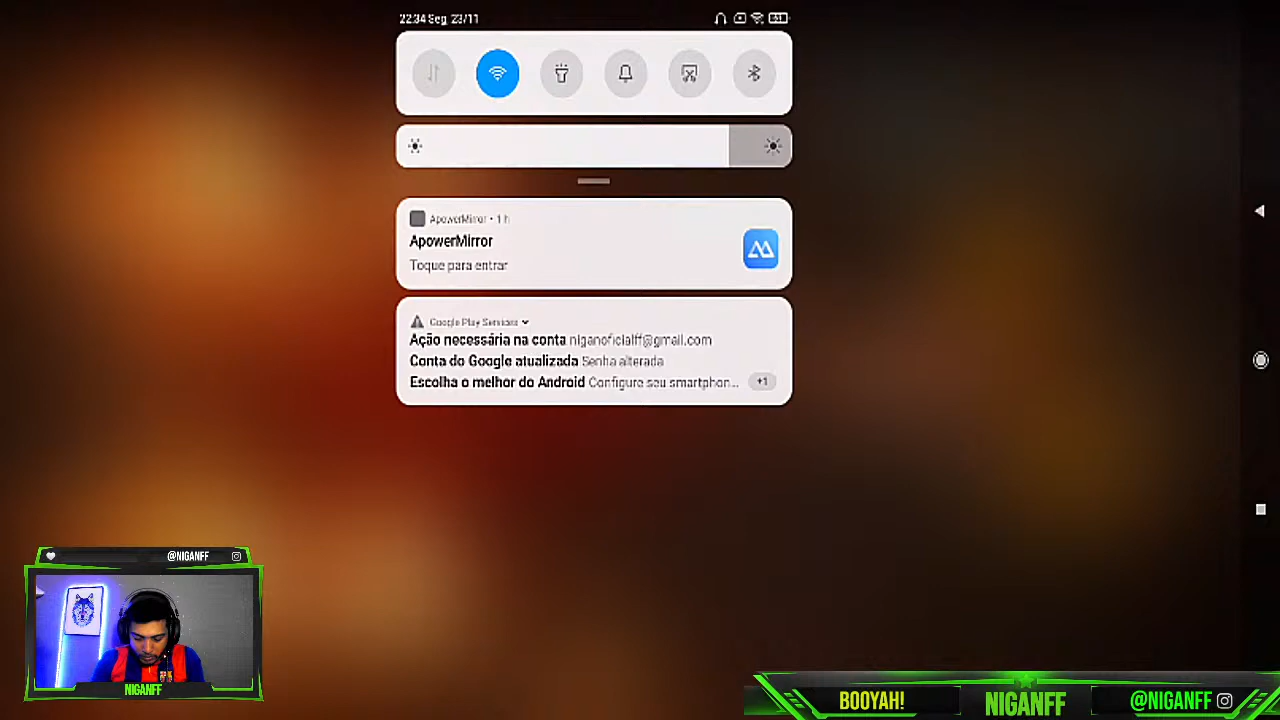 22:34 Seg, 23/11
ApowerMirror • 1 h
ApowerMirror
Toque para entrar
Google Play Services
Ação necessária na conta niganoficialff@gmail.com
Conta do Google atualizada Senha alterada
Escolha o melhor do Android Configure seu smartphon...
+1
@NIGANFF
NIGANFF
BOOYAH!
NIGANFF
@NIGANFF